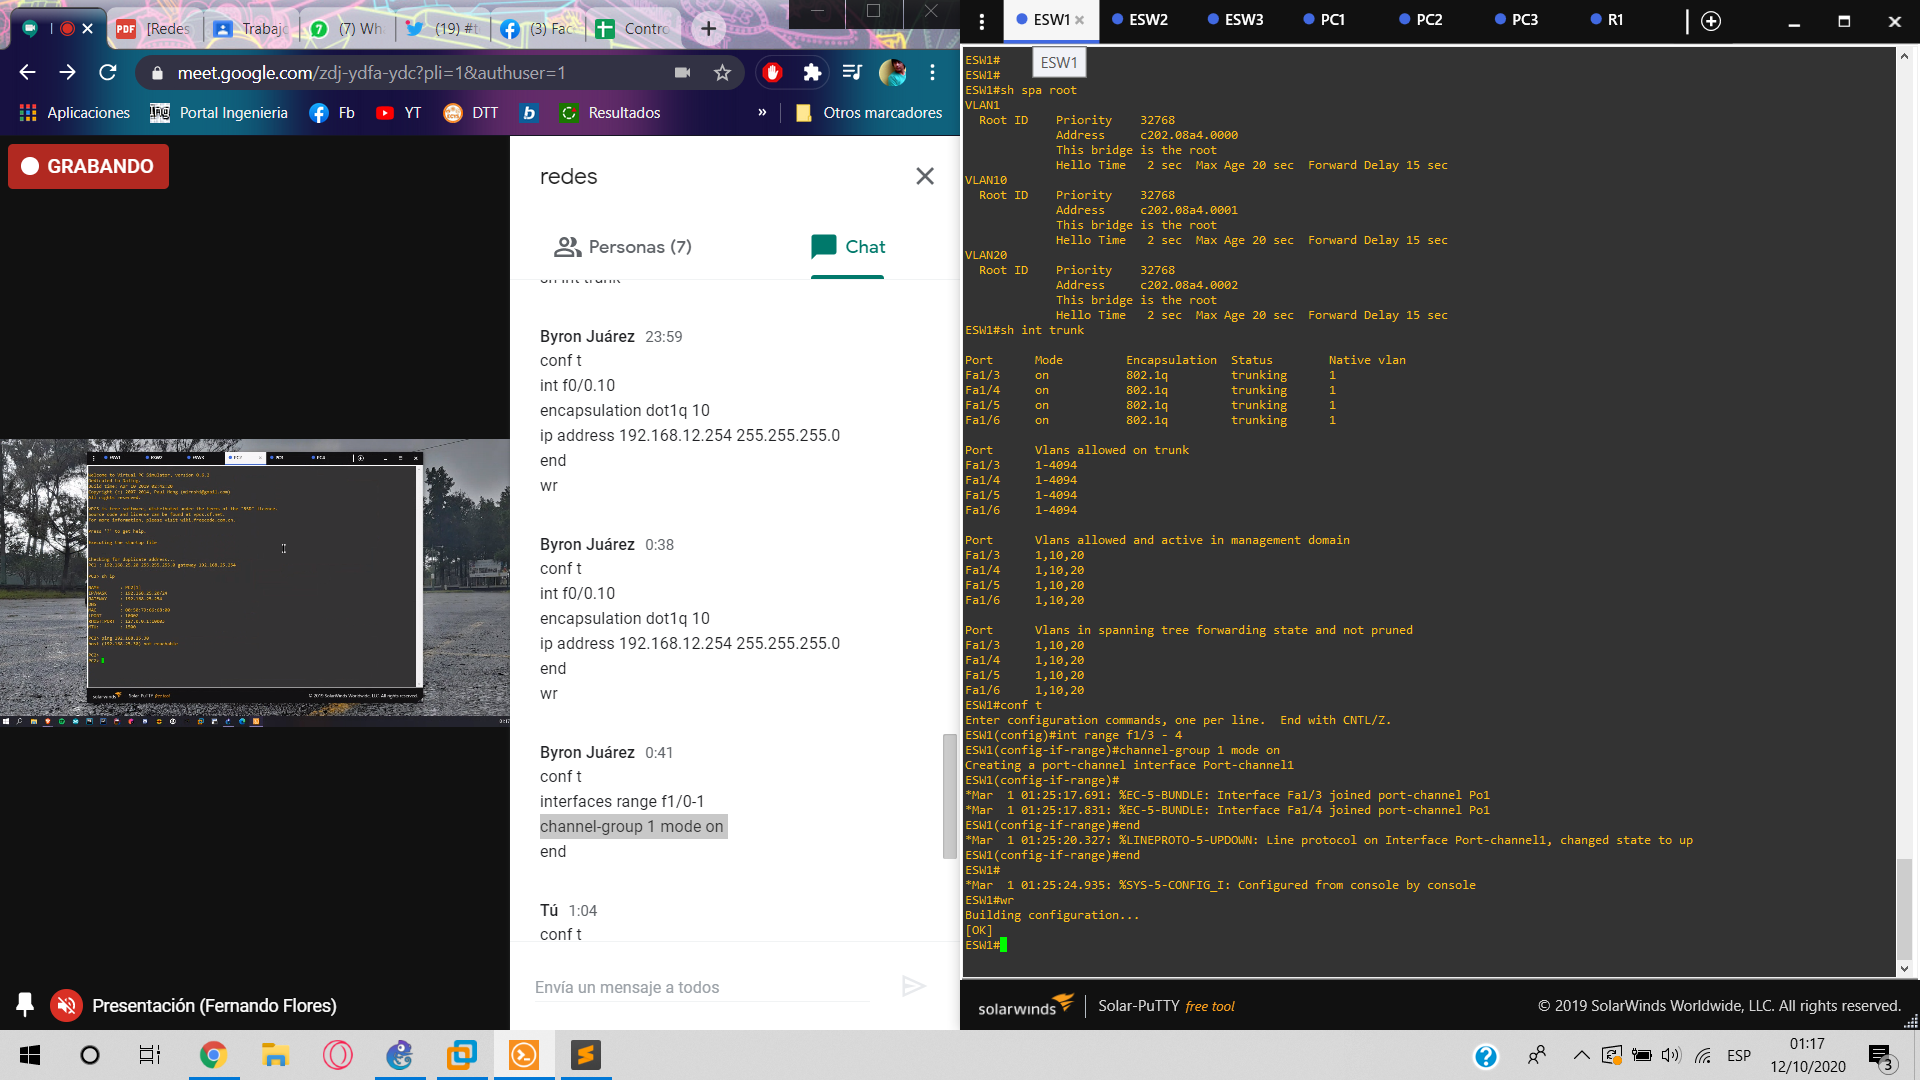 [Redes
Trabaj
(7) Wh
(19) #t
(3) Fac
Contro
meet.google.com/zdj-ydfa-ydc?pli=1&authuser=1
Aplicaciones
Portal Ingenieria
Fb
YT
DTT
Resultados
»
Otros marcadores
GRABANDO
redes
Personas (7)
Chat
sh int trunk
Byron Juárez 23:59
conf t
int f0/0.10
encapsulation dot1q 10
ip address 192.168.12.254 255.255.255.0
end
wr
Byron Juárez 0:38
conf t
int f0/0.10
encapsulation dot1q 10
ip address 192.168.12.254 255.255.255.0
end
wr
Byron Juárez 0:41
conf t
interfaces range f1/0-1
channel-group 1 mode on
end
Tú 1:04
conf t
Envía un mensaje a todos
Presentación (Fernando Flores)
ESW1
ESW2
ESW3
PC1
PC2
PC3
R1
ESW1
ESW1#
ESW1#
ESW1#sh spa root
VLAN1
Root ID Priority 32768
Address c202.08a4.0000
This bridge is the root
Hello Time 2 sec Max Age 20 sec Forward Delay 15 sec
VLAN10
Root ID Priority 32768
Address c202.08a4.0001
This bridge is the root
Hello Time 2 sec Max Age 20 sec Forward Delay 15 sec
VLAN20
Root ID Priority 32768
Address c202.08a4.0002
This bridge is the root
Hello Time 2 sec Max Age 20 sec Forward Delay 15 sec
ESW1#sh int trunk
Port Mode Encapsulation Status Native vlan
Fa1/3 on 802.1q trunking 1
Fa1/4 on 802.1q trunking 1
Fa1/5 on 802.1q trunking 1
Fa1/6 on 802.1q trunking 1
Port Vlans allowed on trunk
Fa1/3 1-4094
Fa1/4 1-4094
Fa1/5 1-4094
Fa1/6 1-4094
Port Vlans allowed and active in management domain
Fa1/3 1,10,20
Fa1/4 1,10,20
Fa1/5 1,10,20
Fa1/6 1,10,20
Port Vlans in spanning tree forwarding state and not pruned
Fa1/3 1,10,20
Fa1/4 1,10,20
Fa1/5 1,10,20
Fa1/6 1,10,20
ESW1#conf t
Enter configuration commands, one per line. End with CNTL/Z.
ESW1(config)#int range f1/3 - 4
ESW1(config-if-range)#channel-group 1 mode on
Creating a port-channel interface Port-channel1
ESW1(config-if-range)#
*Mar 1 01:25:17.691: %EC-5-BUNDLE: Interface Fa1/3 joined port-channel Po1
*Mar 1 01:25:17.831: %EC-5-BUNDLE: Interface Fa1/4 joined port-channel Po1
ESW1(config-if-range)#end
*Mar 1 01:25:20.327: %LINEPROTO-5-UPDOWN: Line protocol on Interface Port-channel1, changed state to up
ESW1(config-if-range)#end
ESW1#
*Mar 1 01:25:24.935: %SYS-5-CONFIG_I: Configured from console by console
ESW1#wr
Building configuration...
[OK]
ESW1#
solarwinds
Solar-PuTTY free tool
© 2019 SolarWinds Worldwide, LLC. All rights reserved.
ESP
01:17
12/10/2020
3